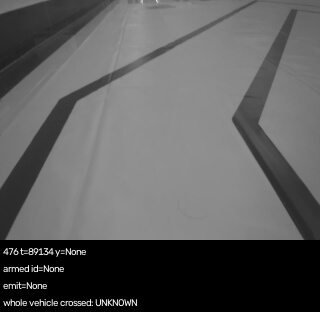 476 t=89134 y=None
armed id=None
emit=None
whole vehicle crossed: UNKNOWN